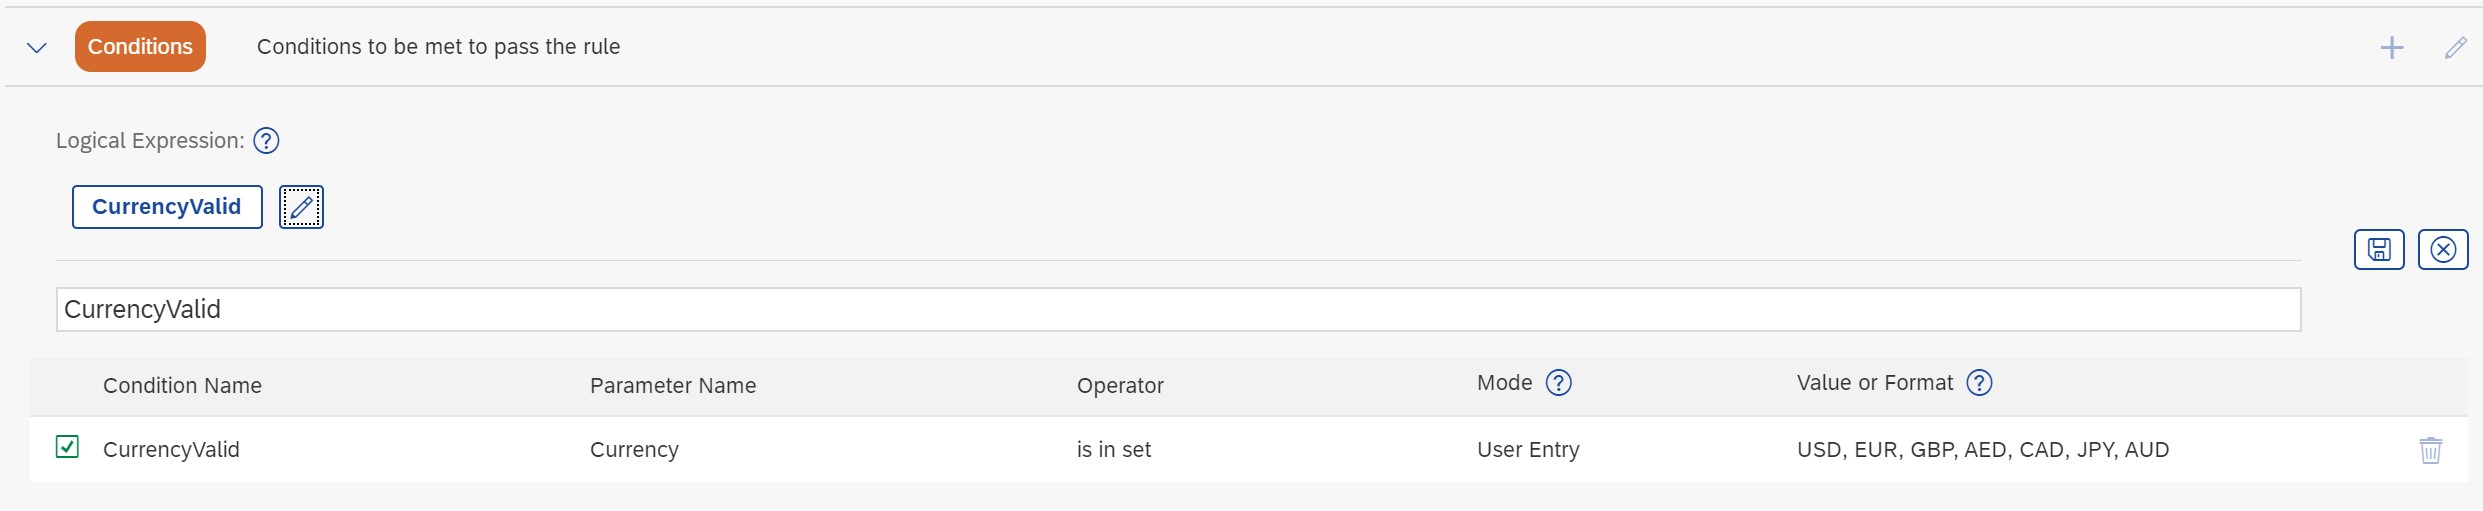 Conditions Conditions to be met to pass the rule
Logical Expression: ?
CurrencyValid
CurrencyValid
Condition Name Parameter Name Operator Mode ? Value or Format ?
CurrencyValid Currency is in set User Entry USD, EUR, GBP, AED, CAD, JPY, AUD